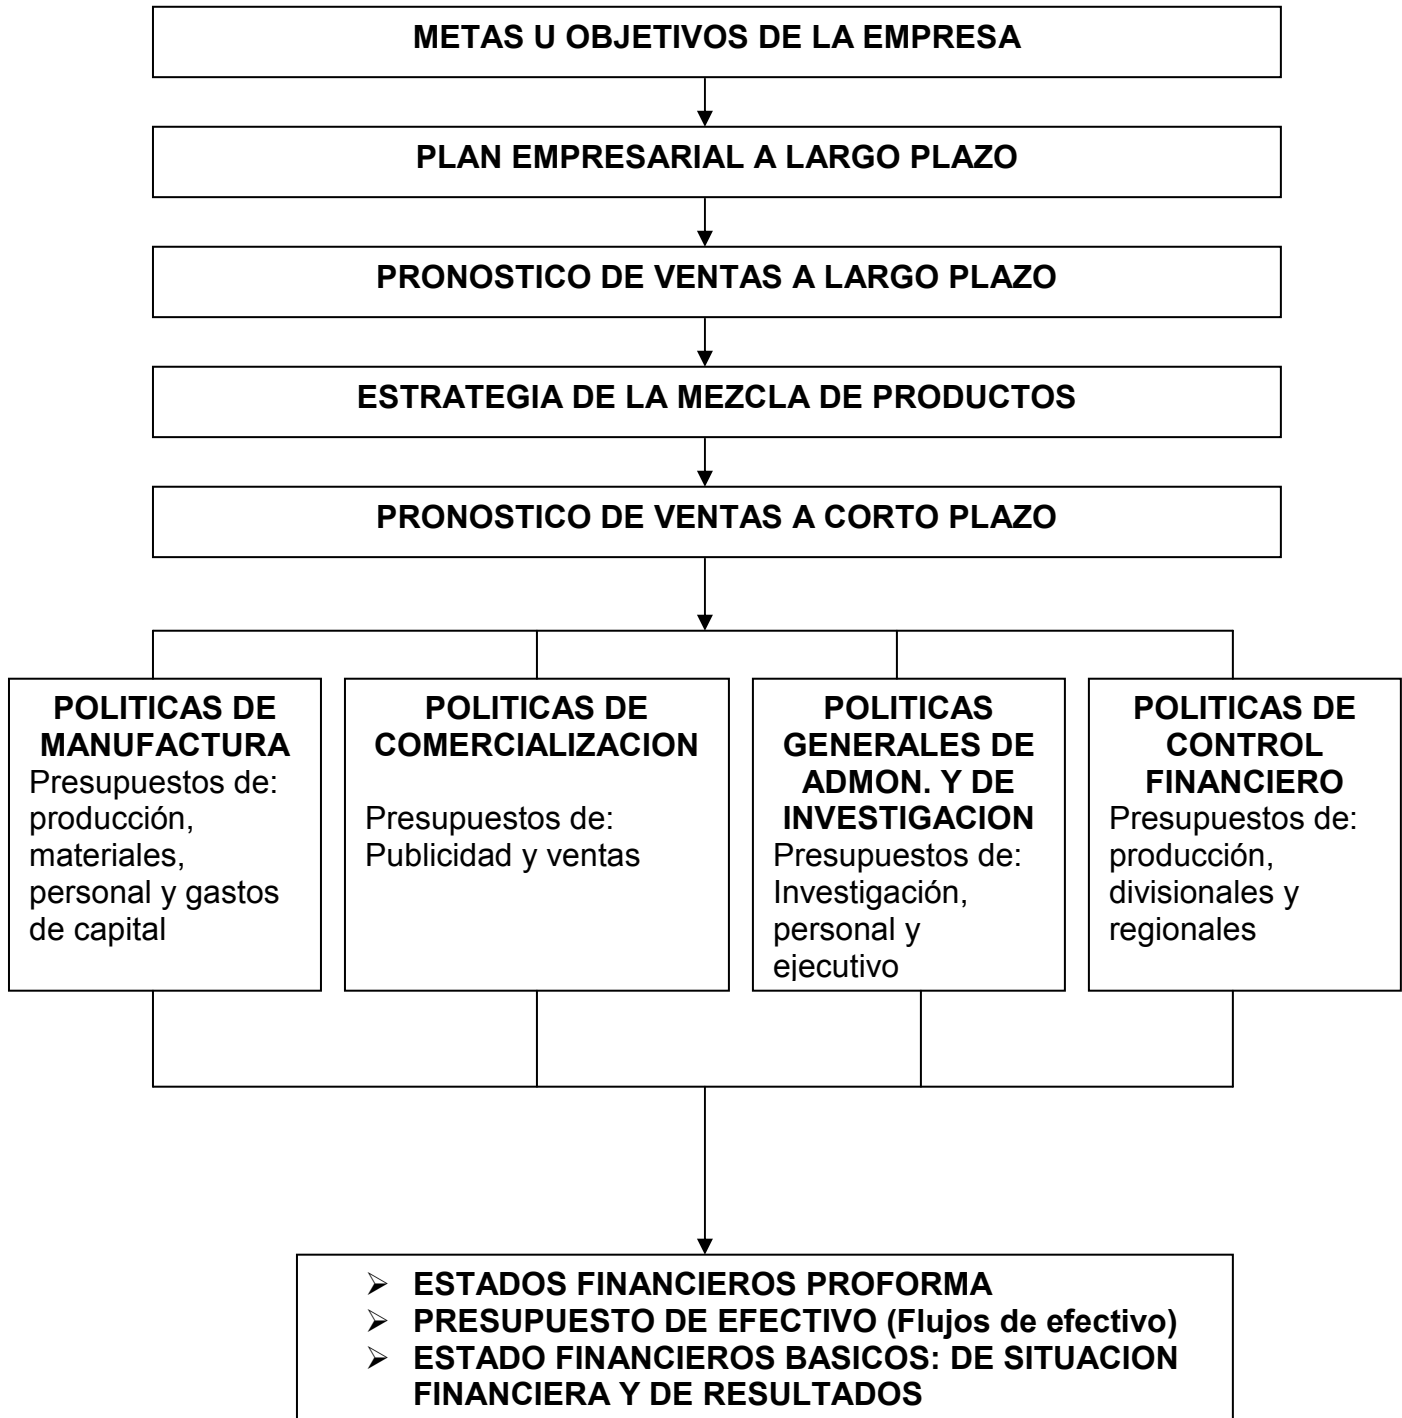 METAS U OBJETIVOS DE LA EMPRESA
PLAN EMPRESARIAL A LARGO PLAZO
PRONOSTICO DE VENTAS A LARGO PLAZO
ESTRATEGIA DE LA MEZCLA DE PRODUCTOS
PRONOSTICO DE VENTAS A CORTO PLAZO
POLITICAS DE
MANUFACTURA
Presupuestos de:
producción,
materiales,
personal y gastos
de capital
POLITICAS DE
COMERCIALIZACION
Presupuestos de:
Publicidad y ventas
POLITICAS
GENERALES DE
ADMON. Y DE
INVESTIGACION
Presupuestos de:
Investigación,
personal y
ejecutivo
POLITICAS DE
CONTROL
FINANCIERO
Presupuestos de:
producción,
divisionales y
regionales
➢ ESTADOS FINANCIEROS PROFORMA
➢ PRESUPUESTO DE EFECTIVO (Flujos de efectivo)
➢ ESTADO FINANCIEROS BASICOS: DE SITUACION
FINANCIERA Y DE RESULTADOS